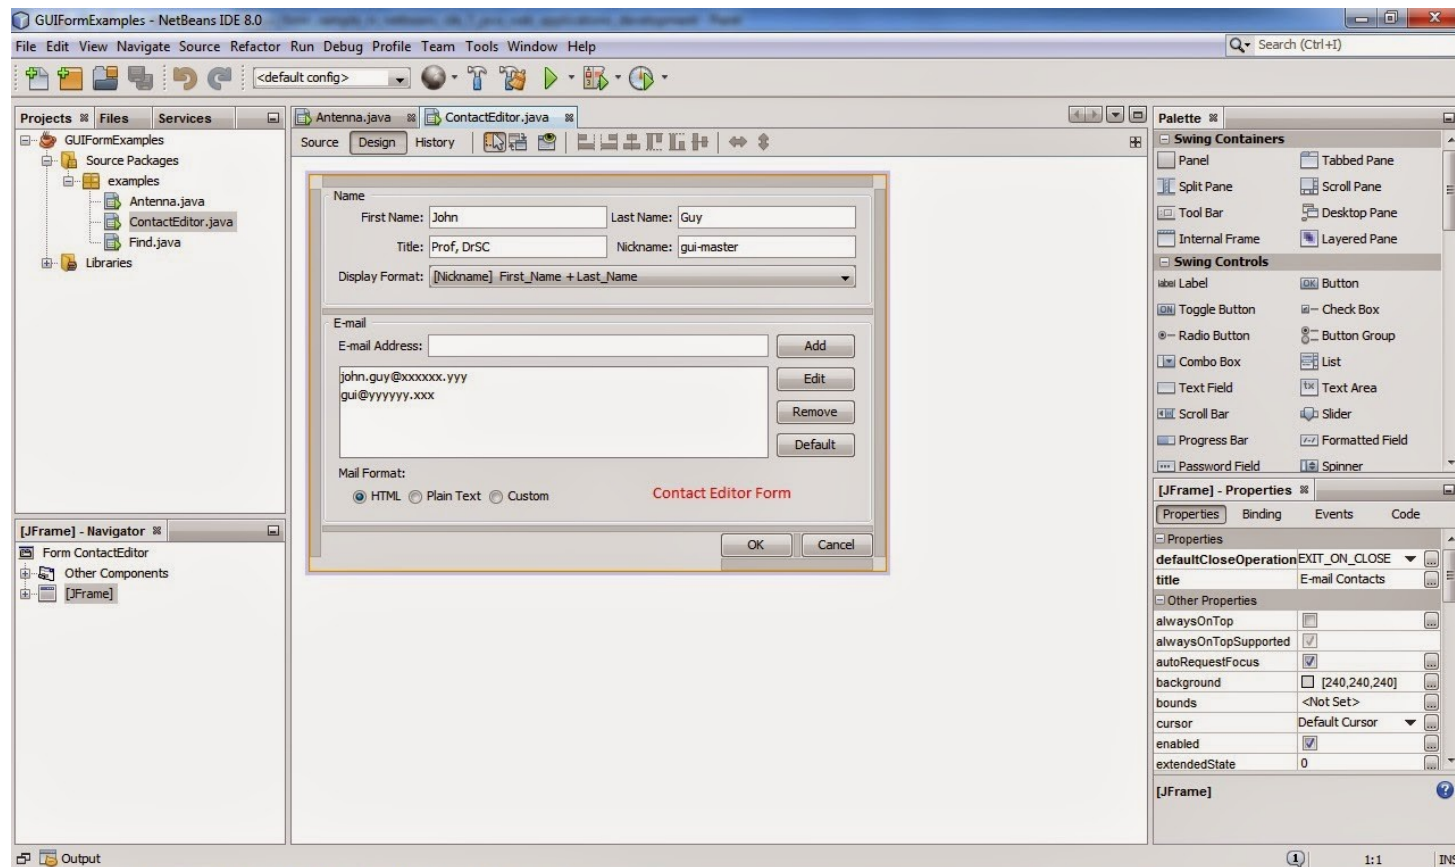 GUIFormExamples - NetBeans IDE 8.0
File Edit View Navigate Source Refactor Run Debug Profile Team Tools Window Help
Search (Ctrl+I)
<default config>
Projects Files Services
GUIFormExamples
Source Packages
examples
Antenna.java
ContactEditor.java
Find.java
Libraries
[JFrame] - Navigator
Form ContactEditor
Other Components
[JFrame]
Antenna.java ContactEditor.java
Source Design History
Name
First Name: John Last Name: Guy
Title: Prof, DrSC Nickname: gui-master
Display Format: [Nickname] First_Name + Last_Name
E-mail
E-mail Address: Add
john.guy@xxxxxx.yyy
gui@yyyyyy.xxx
Edit
Remove
Default
Mail Format:
HTML Plain Text Custom
Contact Editor Form
OK Cancel
Palette
Swing Containers
Panel Tabbed Pane
Split Pane Scroll Pane
Tool Bar Desktop Pane
Internal Frame Layered Pane
Swing Controls
label Label OK Button
ON Toggle Button Check Box
Radio Button Button Group
Combo Box List
Text Field tx Text Area
Scroll Bar Slider
Progress Bar Formatted Field
Password Field Spinner
[JFrame] - Properties
Properties Binding Events Code
Properties
defaultCloseOperation EXIT_ON_CLOSE ...
title E-mail Contacts ...
Other Properties
alwaysOnTop ...
alwaysOnTopSupported
autoRequestFocus ...
background [240,240,240] ...
bounds <Not Set> ...
cursor Default Cursor ...
enabled ...
extendedState 0 ...
[JFrame]
Output
1 1:1 INS